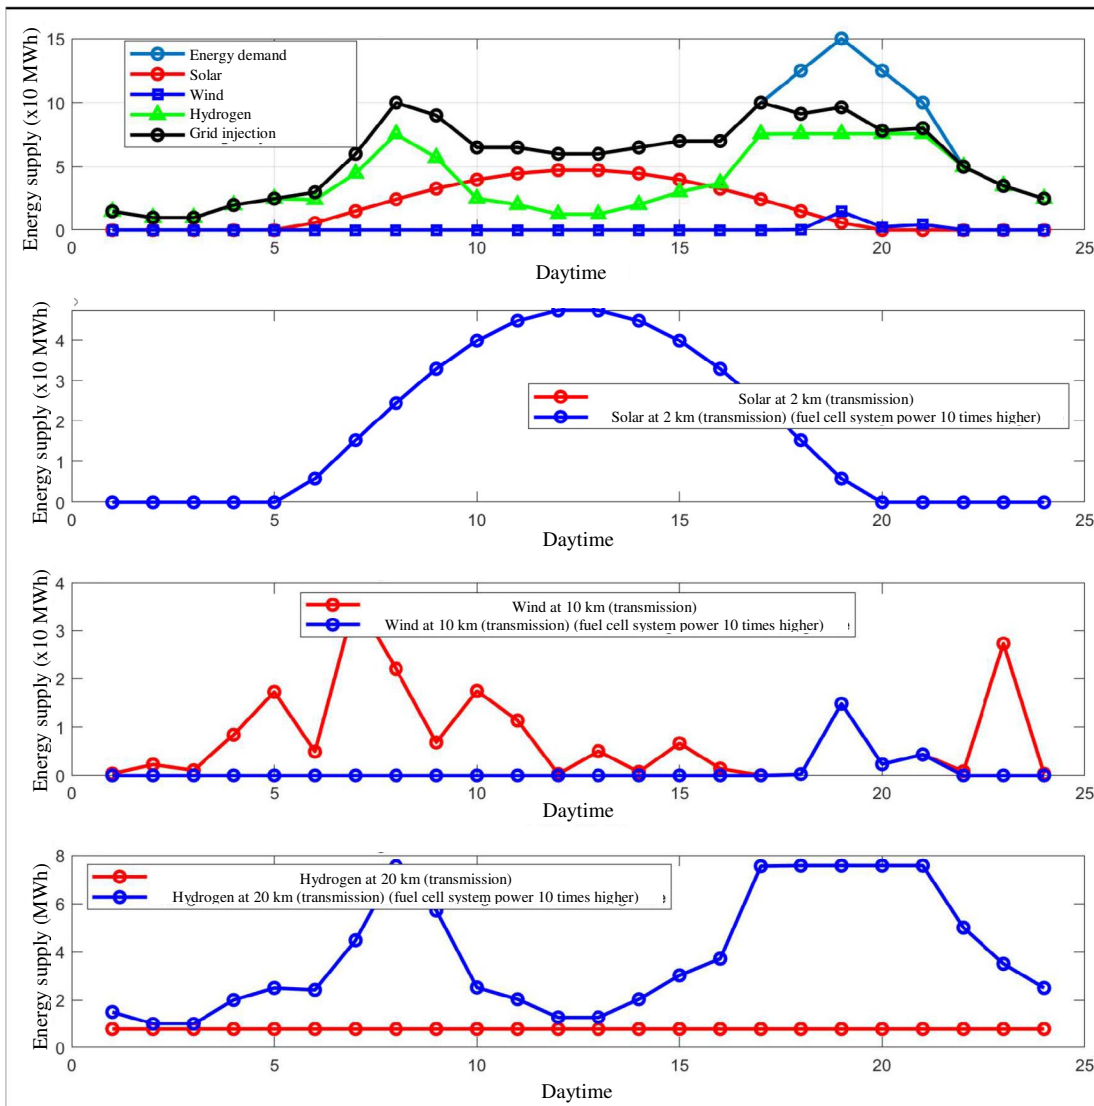 15
10
5
0
Energy supply (x10 MWh)
Energy demand
Solar
Wind
Hydrogen
Grid injection
0
5
10
15
20
25
Daytime
4
3
2
1
0
Energy supply (x10 MWh)
Solar at 2 km (transmission)
Solar at 2 km (transmission) (fuel cell system power 10 times higher)
0
5
10
15
20
25
Daytime
4
3
2
1
0
Energy supply (x10 MWh)
Wind at 10 km (transmission)
Wind at 10 km (transmission) (fuel cell system power 10 times higher)
0
5
10
15
20
25
Daytime
8
6
4
2
0
Energy supply (MWh)
Hydrogen at 20 km (transmission)
Hydrogen at 20 km (transmission) (fuel cell system power 10 times higher)
0
5
10
15
20
25
Daytime